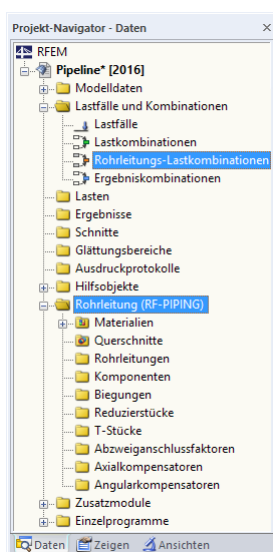 Projekt-Navigator - Daten
RFEM
Pipeline* [2016]
Modelldaten
Lastfälle und Kombinationen
Lastfälle
Lastkombinationen
Rohrleitungs-Lastkombinationen
Ergebniskombinationen
Lasten
Ergebnisse
Schnitte
Glättungsbereiche
Ausdruckprotokolle
Hilfsobjekte
Rohrleitung (RF-PIPING)
Materialien
Querschnitte
Rohrleitungen
Komponenten
Biegungen
Reduzierstücke
T-Stücke
Abzweiganschlussfaktoren
Axialkompensatoren
Angularkompensatoren
Zusatzmodule
Einzelprogramme
Daten Zeigen Ansichten